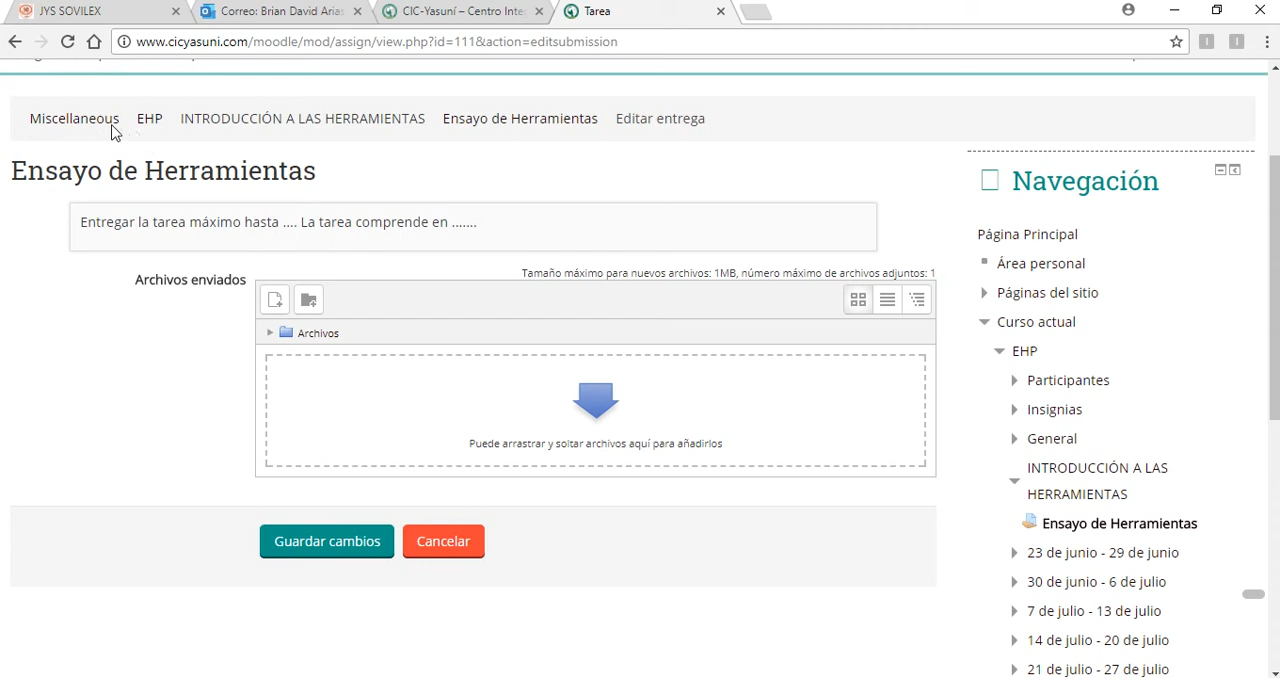 JYS SOVILEX
Correo: Brian David Arias
CIC-Yasuní – Centro Inte
Tarea
www.cicyasuni.com/moodle/mod/assign/view.php?id=111&action=editsubmission
Miscellaneous EHP INTRODUCCIÓN A LAS HERRAMIENTAS Ensayo de Herramientas Editar entrega
Ensayo de Herramientas
Entregar la tarea máximo hasta .... La tarea comprende en .......
Archivos enviados
Tamaño máximo para nuevos archivos: 1MB, número máximo de archivos adjuntos: 1
Archivos
Puede arrastrar y soltar archivos aquí para añadirlos
Guardar cambios
Cancelar
Navegación
Página Principal
Área personal
Páginas del sitio
Curso actual
EHP
Participantes
Insignias
General
INTRODUCCIÓN A LAS
HERRAMIENTAS
Ensayo de Herramientas
23 de junio - 29 de junio
30 de junio - 6 de julio
7 de julio - 13 de julio
14 de julio - 20 de julio
21 de julio - 27 de julio